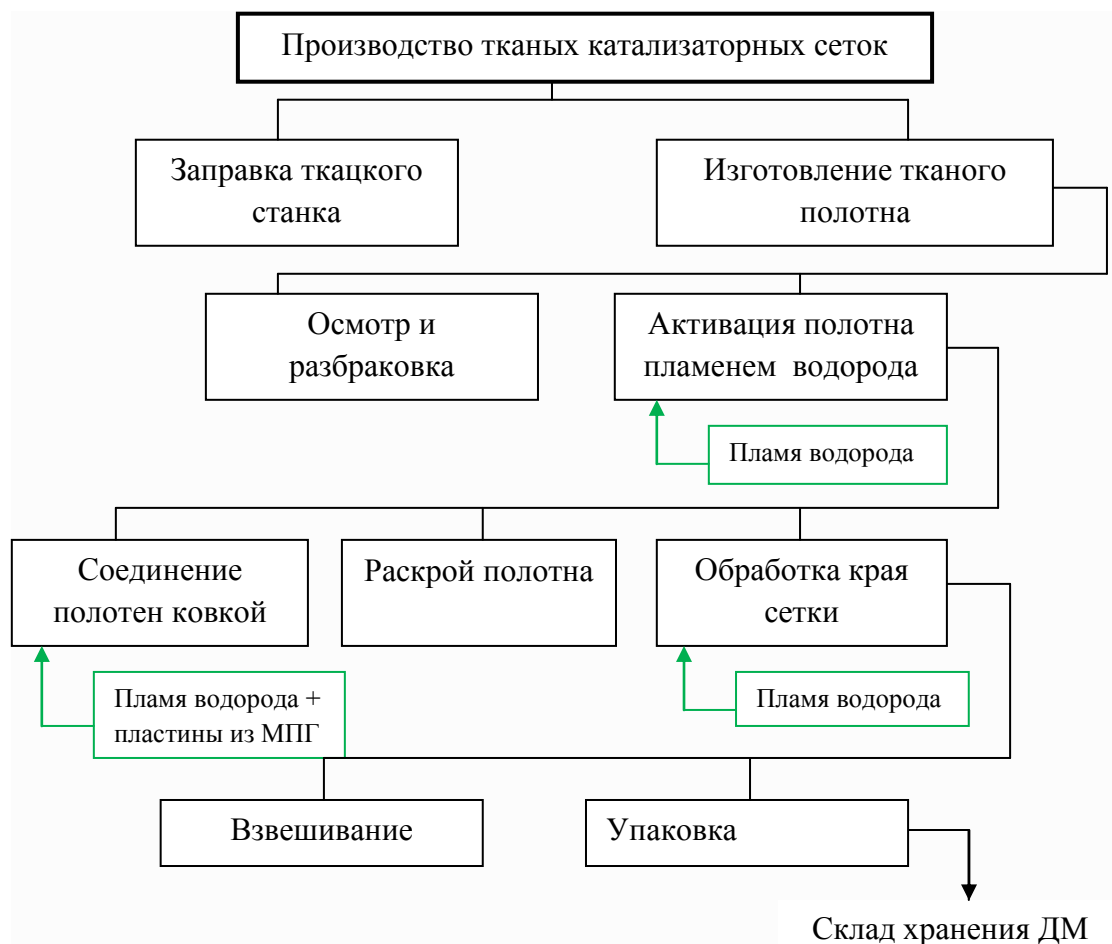 Производство тканых катализаторных сеток
Заправка ткацкого
станка
Изготовление тканого
полотна
Осмотр и
разбраковка
Активация полотна
пламенем водорода
Пламя водорода
Соединение
полотен ковкой
Раскрой полотна
Обработка края
сетки
Пламя водорода +
пластины из МПГ
Пламя водорода
Взвешивание
Упаковка
Склад хранения ДМ